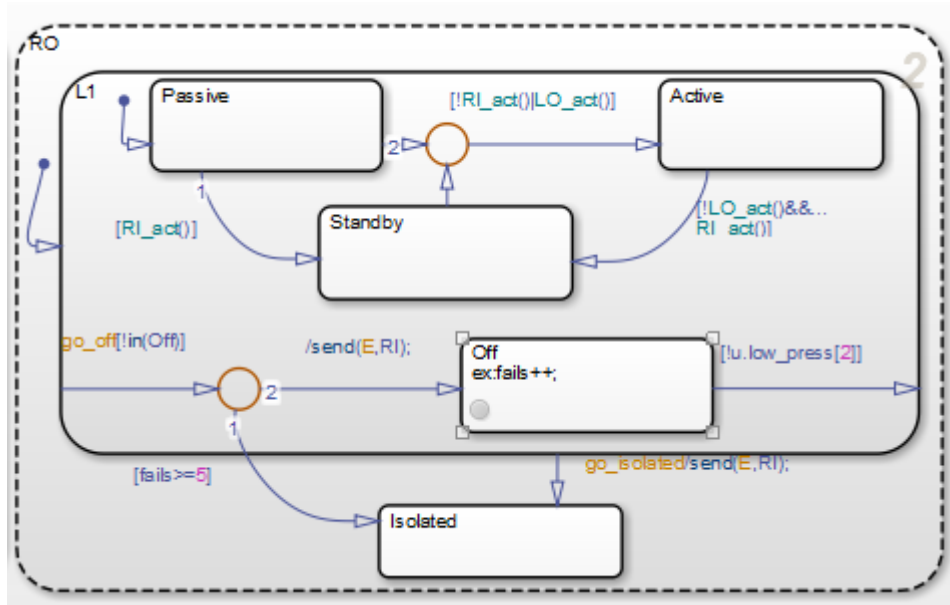 RO
2
L1
Passive
[!RI_act()|LO_act()]
Active
2
1
[RI_act()]
Standby
[!LO_act()&&...
RI_act()]
go_off[!in(Off)]
/send(E,RI);
Off
ex:fails++;
[!u.low_press[2]]
2
1
[fails>=5]
go_isolated/send(E,RI);
Isolated